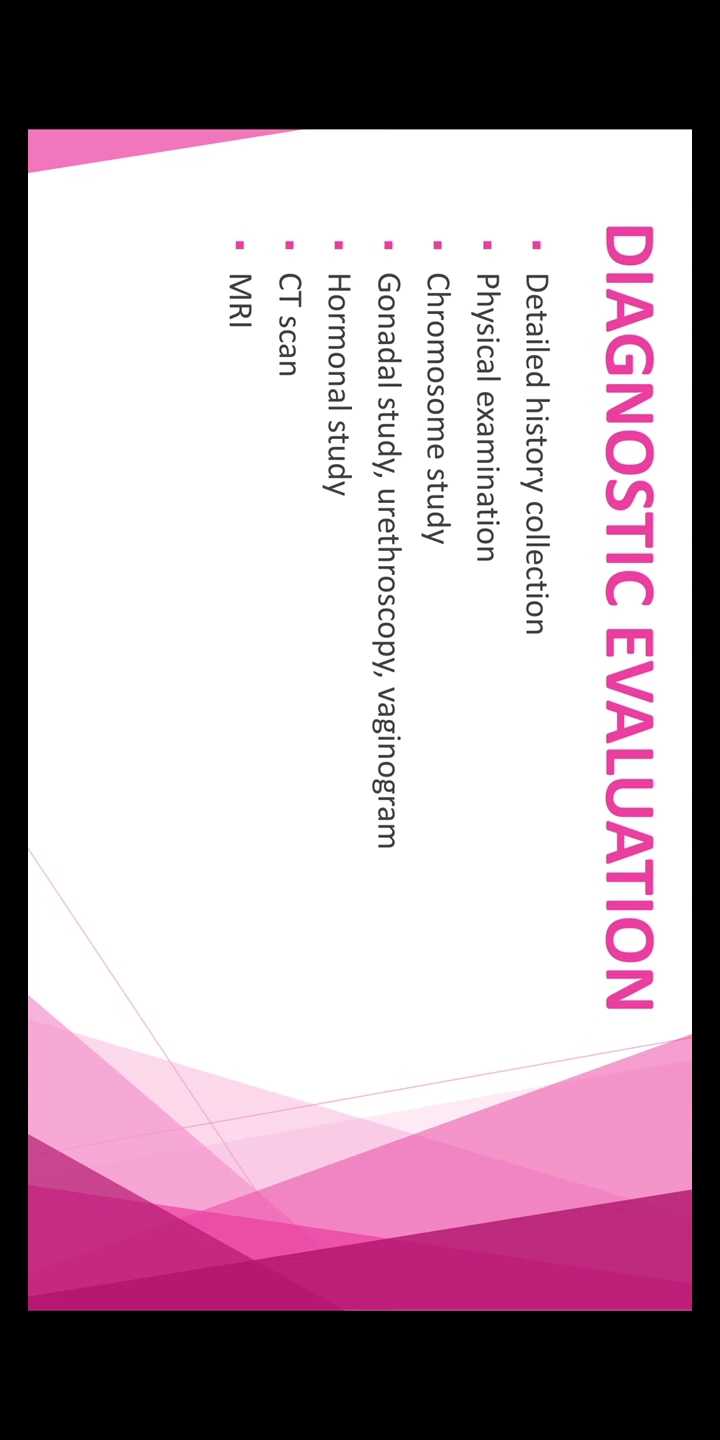 DIAGNOSTIC EVALUATION
▪ Detailed history collection
▪ Physical examination
▪ Chromosome study
▪ Gonadal study, urethroscopy, vaginogram
▪ Hormonal study
▪ CT scan
▪ MRI